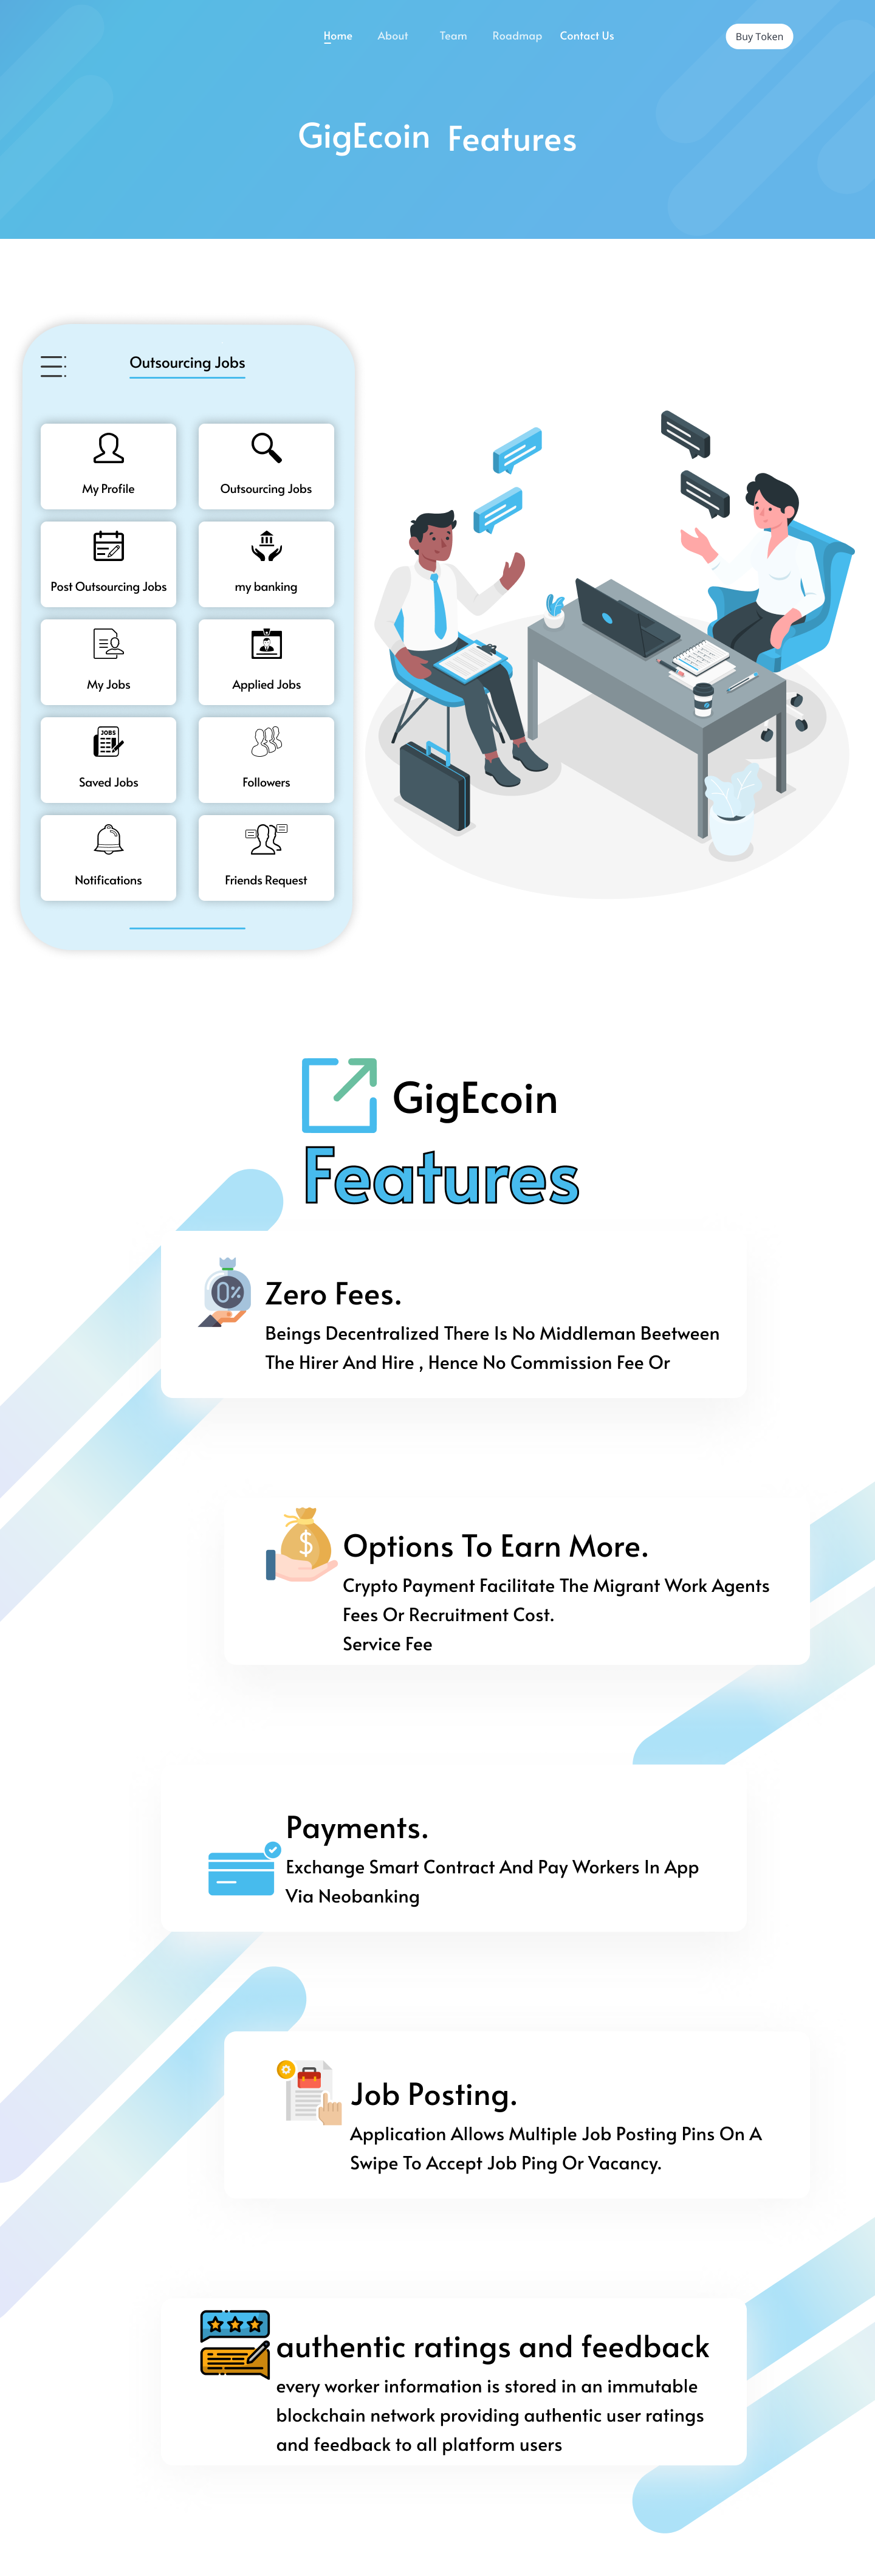 Home About Team Roadmap Contact Us Buy Token
GigEcoin Features
Outsourcing Jobs
My Profile Outsourcing Jobs
Post Outsourcing Jobs my banking
My Jobs Applied Jobs
JOBS
Saved Jobs Followers
Notifications Friends Request
GigEcoin
Features
0%
Zero Fees.
Beings Decentralized There Is No Middleman Beetween
The Hirer And Hire , Hence No Commission Fee Or
$
Options To Earn More.
Crypto Payment Facilitate The Migrant Work Agents
Fees Or Recruitment Cost.
Service Fee
Payments.
Exchange Smart Contract And Pay Workers In App
Via Neobanking
Job Posting.
Application Allows Multiple Job Posting Pins On A
Swipe To Accept Job Ping Or Vacancy.
authentic ratings and feedback
every worker information is stored in an immutable
blockchain network providing authentic user ratings
and feedback to all platform users